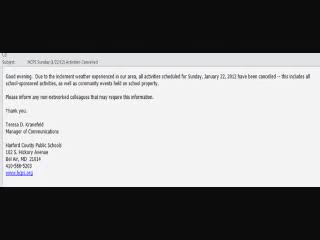 Subject: HCPS Sunday (1/22/12) Activities Cancelled
Good evening. Due to the inclement weather experienced in our area, all activities scheduled for Sunday, January 22, 2012 have been cancelled -- this includes all
school-sponsored activities, as well as community events held on school property.
Please inform any non-networked colleagues that may require this information.
Thank you.
Teresa D. Kranefeld
Manager of Communications
Harford County Public Schools
102 S. Hickory Avenue
Bel Air, MD 21014
410-588-5203
www.hcps.org